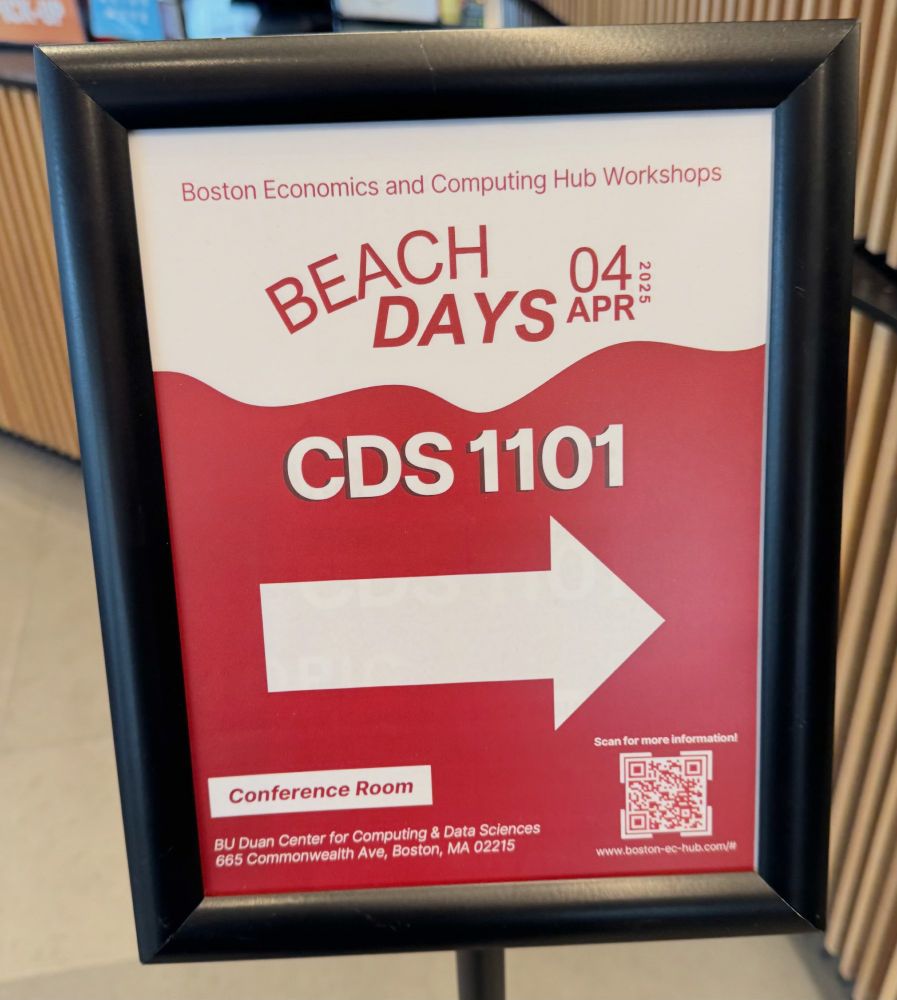 Boston Economics and Computing Hub Workshops
BEACH
DAYS
04
APR
2025
CDS 1101
Scan for more information!
Conference Room
BU Duan Center for Computing & Data Sciences
665 Commonwealth Ave, Boston, MA 02215
www.boston-ec-hub.com/#